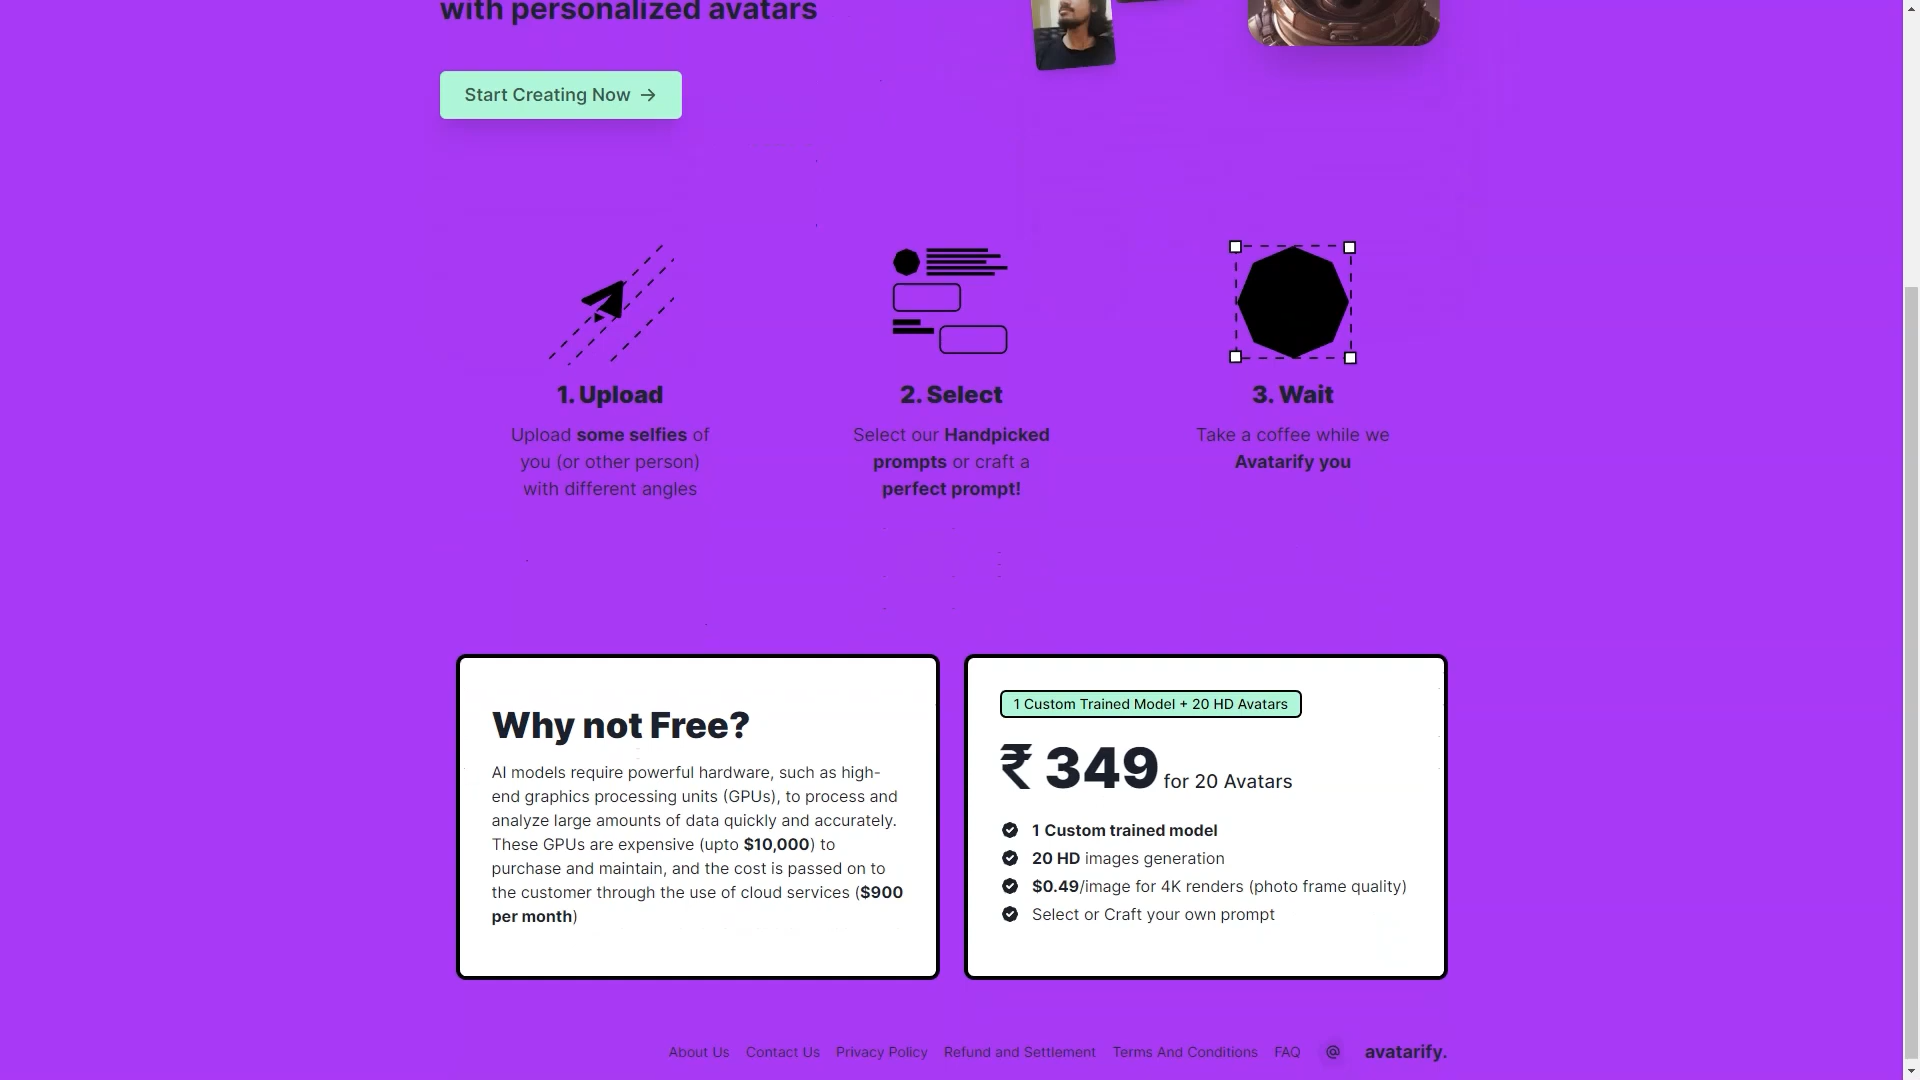 with personalized avatars
Start Creating Now →
1. Upload
Upload some selfies of
you (or other person)
with different angles
2. Select
Select our Handpicked
prompts or craft a
perfect prompt!
3. Wait
Take a coffee while we
Avatarify you
Why not Free?
AI models require powerful hardware, such as high-
end graphics processing units (GPUs), to process and
analyze large amounts of data quickly and accurately.
These GPUs are expensive (upto $10,000) to
purchase and maintain, and the cost is passed on to
the customer through the use of cloud services ($900
per month)
1 Custom Trained Model + 20 HD Avatars
₹ 349 for 20 Avatars
1 Custom trained model
20 HD images generation
$0.49/image for 4K renders (photo frame quality)
Select or Craft your own prompt
About Us Contact Us Privacy Policy Refund and Settlement Terms And Conditions FAQ @ avatarify.